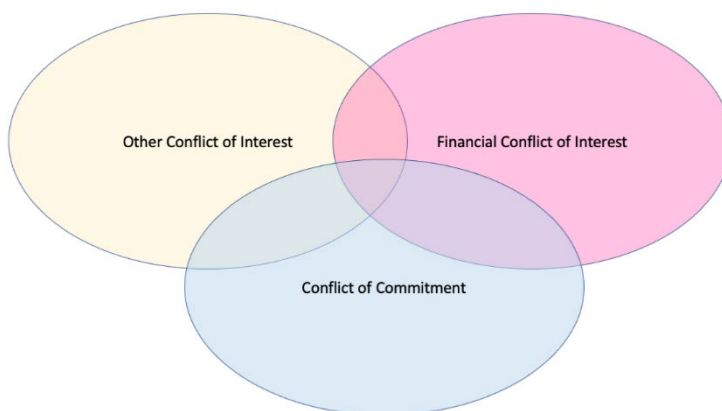 Other Conflict of Interest
Financial Conflict of Interest
Conflict of Commitment